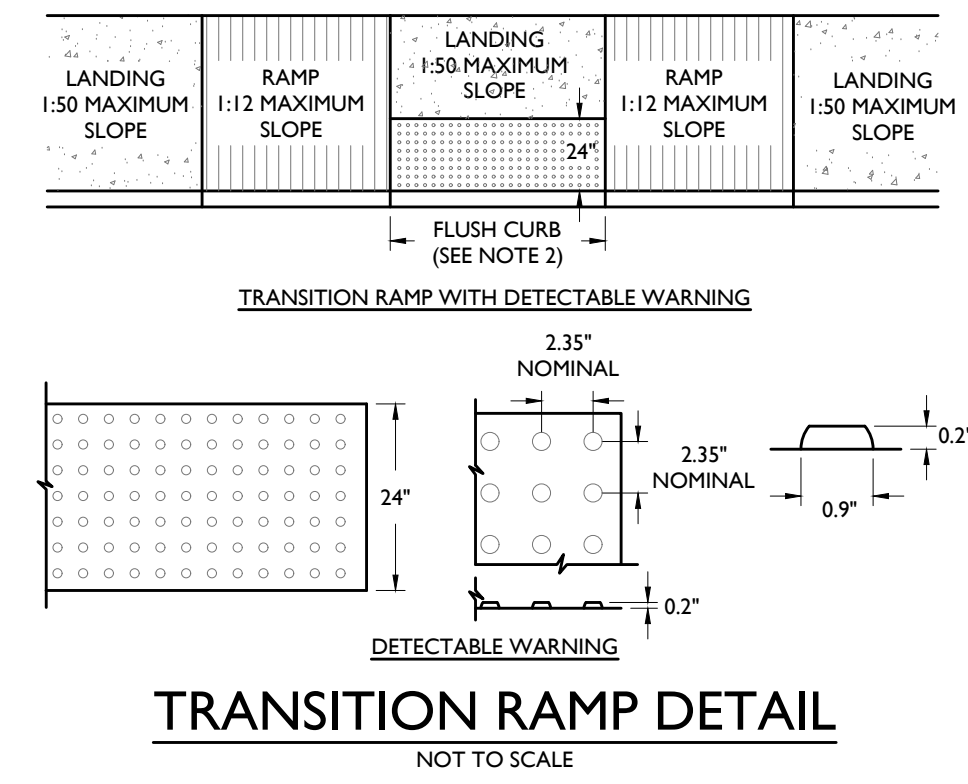 LANDING
1:50 MAXIMUM
SLOPE
RAMP
1:12 MAXIMUM
SLOPE
LANDING
1:50 MAXIMUM
SLOPE
24"
RAMP
1:12 MAXIMUM
SLOPE
LANDING
1:50 MAXIMUM
SLOPE
FLUSH CURB
(SEE NOTE 2)
TRANSITION RAMP WITH DETECTABLE WARNING
24"
2.35"
NOMINAL
2.35"
NOMINAL
0.2"
0.2"
0.9"
DETECTABLE WARNING
TRANSITION RAMP DETAIL
NOT TO SCALE